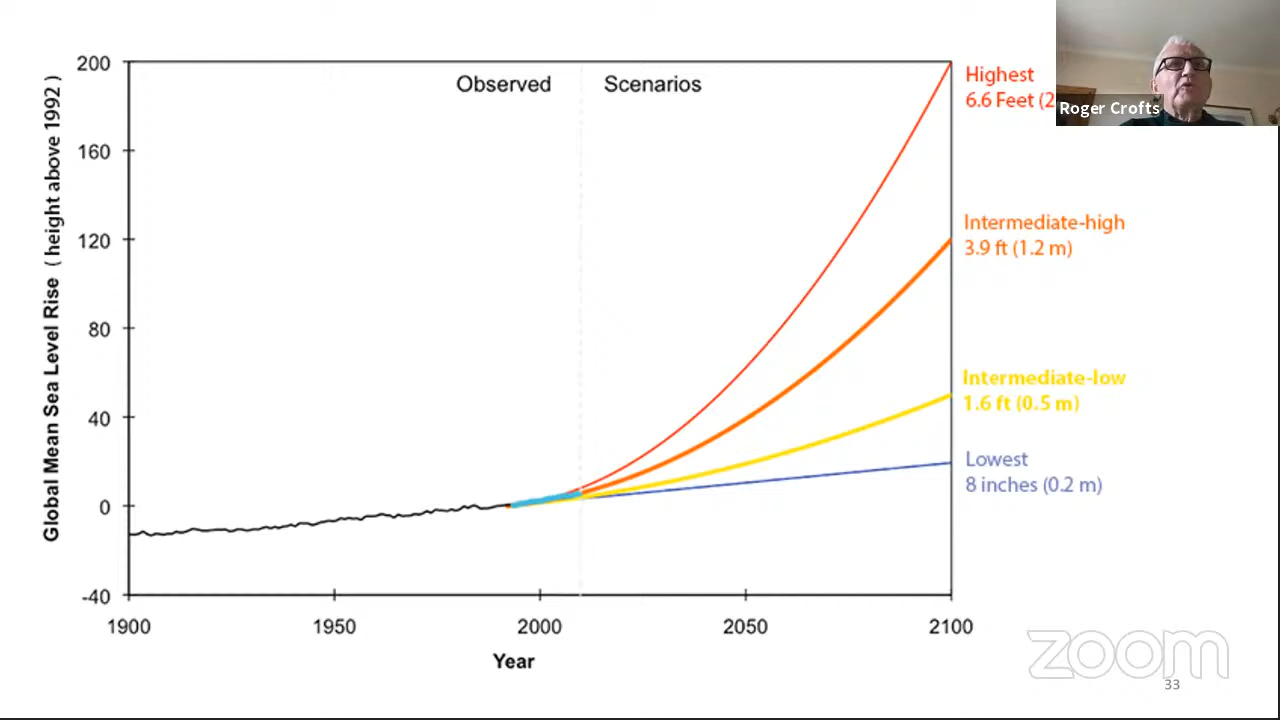 Observed
Scenarios
Global Mean Sea Level Rise ( height above 1992 )
200
160
120
80
40
0
-40
1900
1950
2000
2050
2100
Year
Highest
6.6 Feet (2
Intermediate-high
3.9 ft (1.2 m)
Intermediate-low
1.6 ft (0.5 m)
Lowest
8 inches (0.2 m)
Roger Crofts
zoom
33